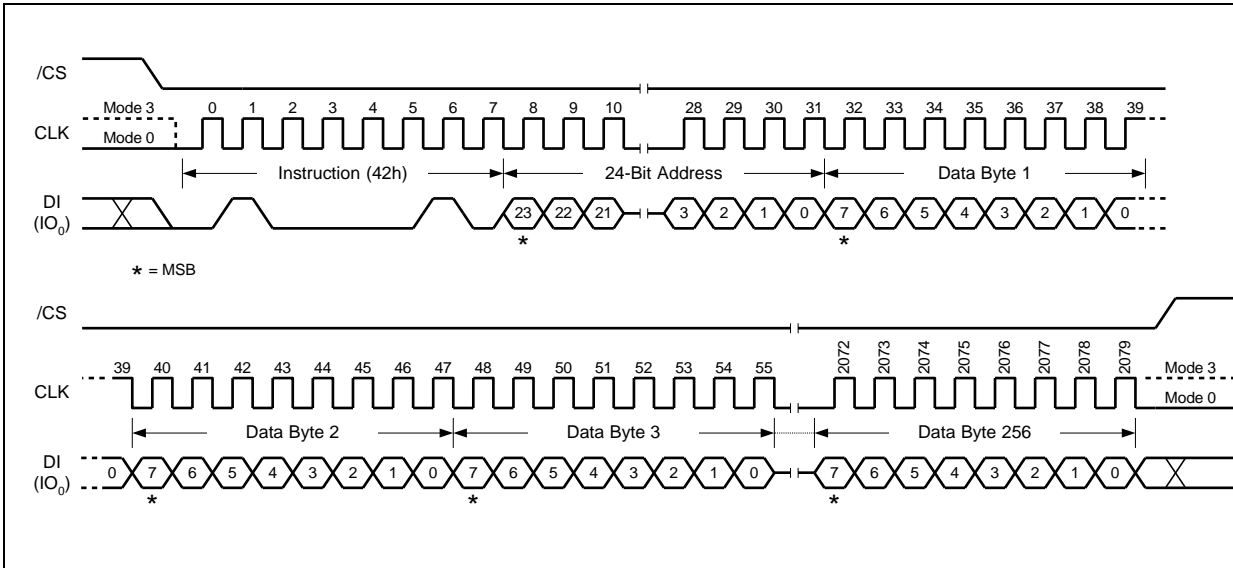 /CS
Mode 3 0 1 2 3 4 5 6 7 8 9 10 28 29 30 31 32 33 34 35 36 37 38 39
CLK
Mode 0
Instruction (42h) 24-Bit Address Data Byte 1
DI
(IO0)
23 22 21 3 2 1 0 7 6 5 4 3 2 1 0
* *
* = MSB
/CS
39 40 41 42 43 44 45 46 47 48 49 50 51 52 53 54 55 2072 2073 2074 2075 2076 2077 2078 2079 Mode 3
CLK
Mode 0
Data Byte 2 Data Byte 3 Data Byte 256
DI
(IO0)
0 7 6 5 4 3 2 1 0 7 6 5 4 3 2 1 0 7 6 5 4 3 2 1 0
* * *